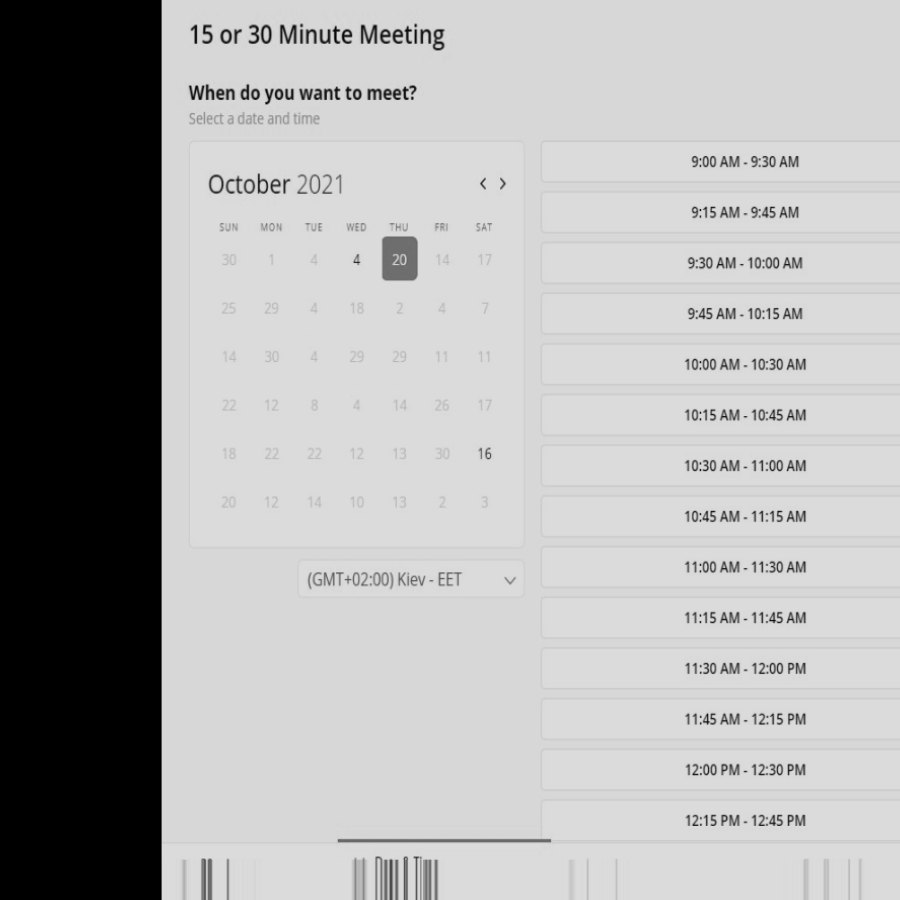 15 or 30 Minute Meeting
When do you want to meet?
Select a date and time
October 2021
SUN MON TUE WED THU FRI SAT
30 1 4 4 20 14 17
25 29 4 18 2 4 7
14 30 4 29 29 11 11
22 12 8 4 14 26 17
18 22 22 12 13 30 16
20 12 14 10 13 2 3
(GMT+02:00) Kiev - EET
9:00 AM - 9:30 AM
9:15 AM - 9:45 AM
9:30 AM - 10:00 AM
9:45 AM - 10:15 AM
10:00 AM - 10:30 AM
10:15 AM - 10:45 AM
10:30 AM - 11:00 AM
10:45 AM - 11:15 AM
11:00 AM - 11:30 AM
11:15 AM - 11:45 AM
11:30 AM - 12:00 PM
11:45 AM - 12:15 PM
12:00 PM - 12:30 PM
12:15 PM - 12:45 PM